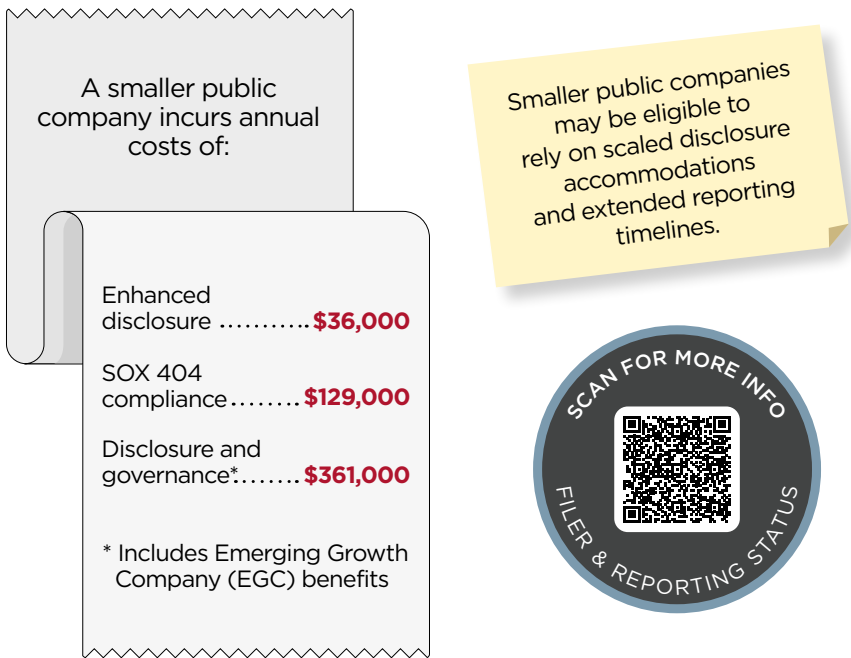 A smaller public
company incurs annual
costs of:
Enhanced
disclosure ........... $36,000
SOX 404
compliance........ $129,000
Disclosure and
governance*....... $361,000
* Includes Emerging Growth
Company (EGC) benefits
Smaller public companies
may be eligible to
rely on scaled disclosure
accommodations
and extended reporting
timelines.
SCAN FOR MORE INFO
FILER & REPORTING STATUS